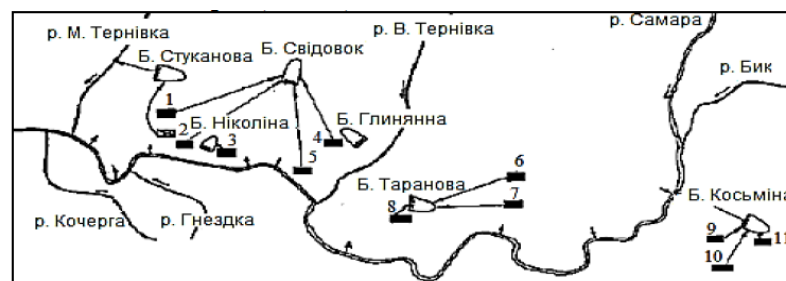 р. М. Тернівка
Б. Стуканова
Б. Свідовок
р. В. Тернівка
р. Самара
р. Бик
1
2
Б. Ніколіна
3
4
Б. Глинянна
5
6
Б. Таранова
7
8
Б. Косьміна
9
10
11
р. Кочерга
р. Гнездка